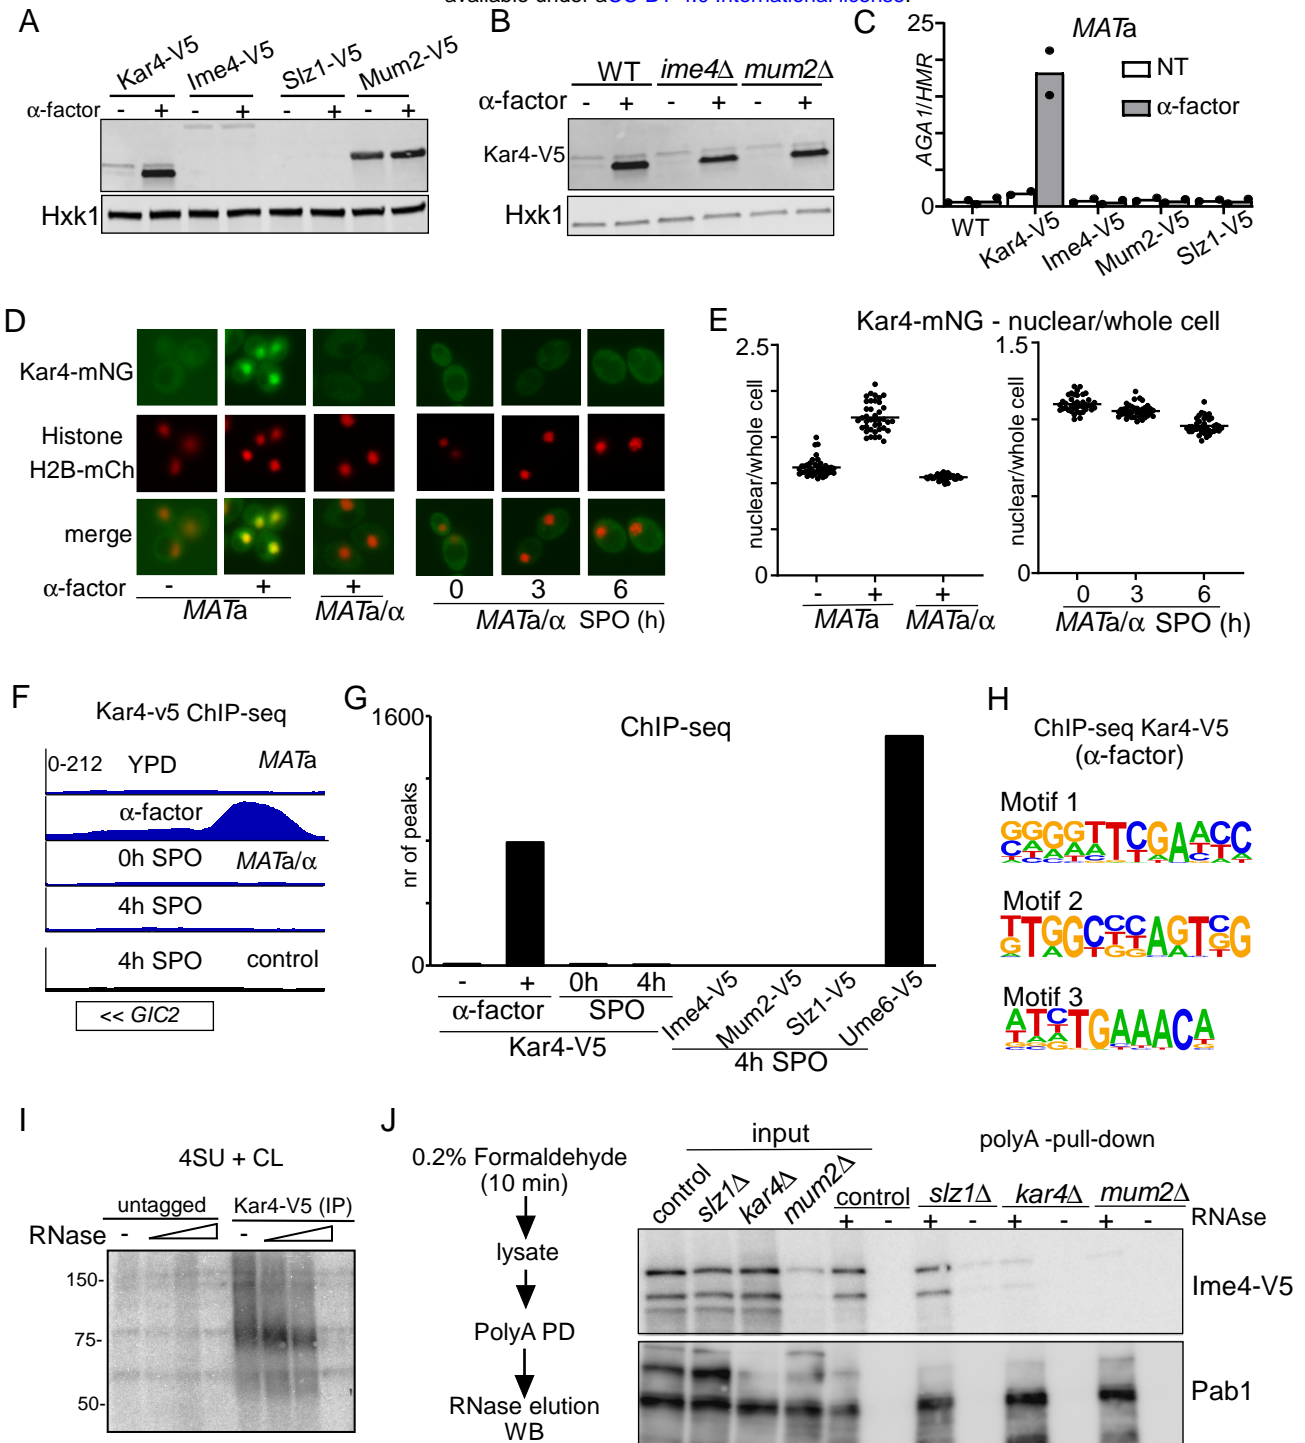 A
Kar4-V5
Ime4-V5
Slz1-V5
Mum2-V5
α-factor - + - + - + - +
Hxk1
B
WT ime4Δ mum2Δ
α-factor - + - + - +
Kar4-V5
Hxk1
C
MATa
25
NT
α-factor
AGA1/HMR
0
WT
Kar4-V5
Ime4-V5
Mum2-V5
Slz1-V5
D
Kar4-mNG
Histone
H2B-mCh
merge
α-factor - + + 0 3 6
MATa MATa/α MATa/α SPO (h)
E
Kar4-mNG - nuclear/whole cell
2.5
nuclear/whole cell
0
- + +
MATa MATa/α
1.5
nuclear/whole cell
0
0 3 6
MATa/α SPO (h)
F
Kar4-v5 ChIP-seq
0-212 YPD MATa
α-factor
0h SPO MATa/α
4h SPO
4h SPO control
<< GIC2
G
ChIP-seq
1600
nr of peaks
0
- + 0h 4h
α-factor SPO
Kar4-V5
Ime4-V5
Mum2-V5
Slz1-V5
Ume6-V5
4h SPO
H
ChIP-seq Kar4-V5
(α-factor)
Motif 1
Motif 2
Motif 3
I
4SU + CL
untagged Kar4-V5 (IP)
RNase - -
150-
75-
50-
J
0.2% Formaldehyde
(10 min)
lysate
PolyA PD
RNase elution
WB
input
polyA -pull-down
control
slz1Δ
kar4Δ
mum2Δ
control slz1Δ kar4Δ mum2Δ
+ - + - + - + - RNAse
Ime4-V5
Pab1